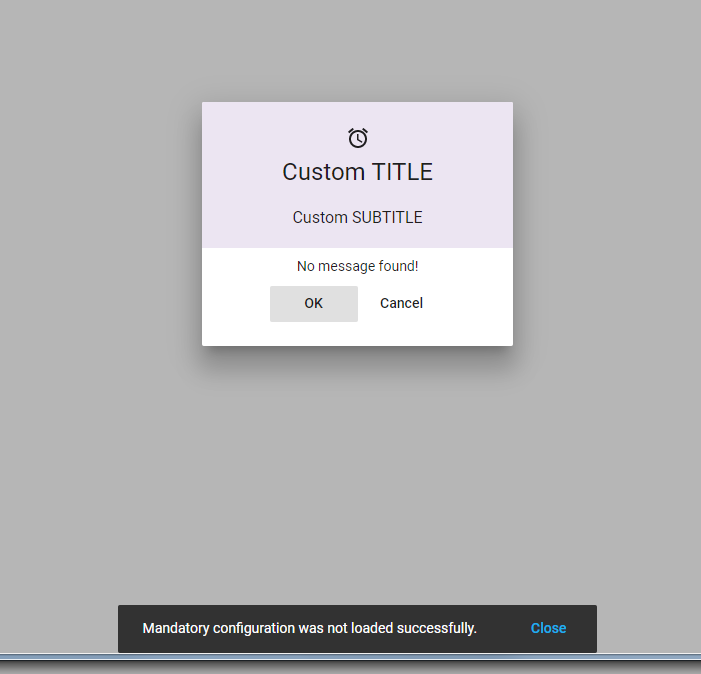 Custom TITLE
Custom SUBTITLE
No message found!
OK Cancel
Mandatory configuration was not loaded successfully. Close